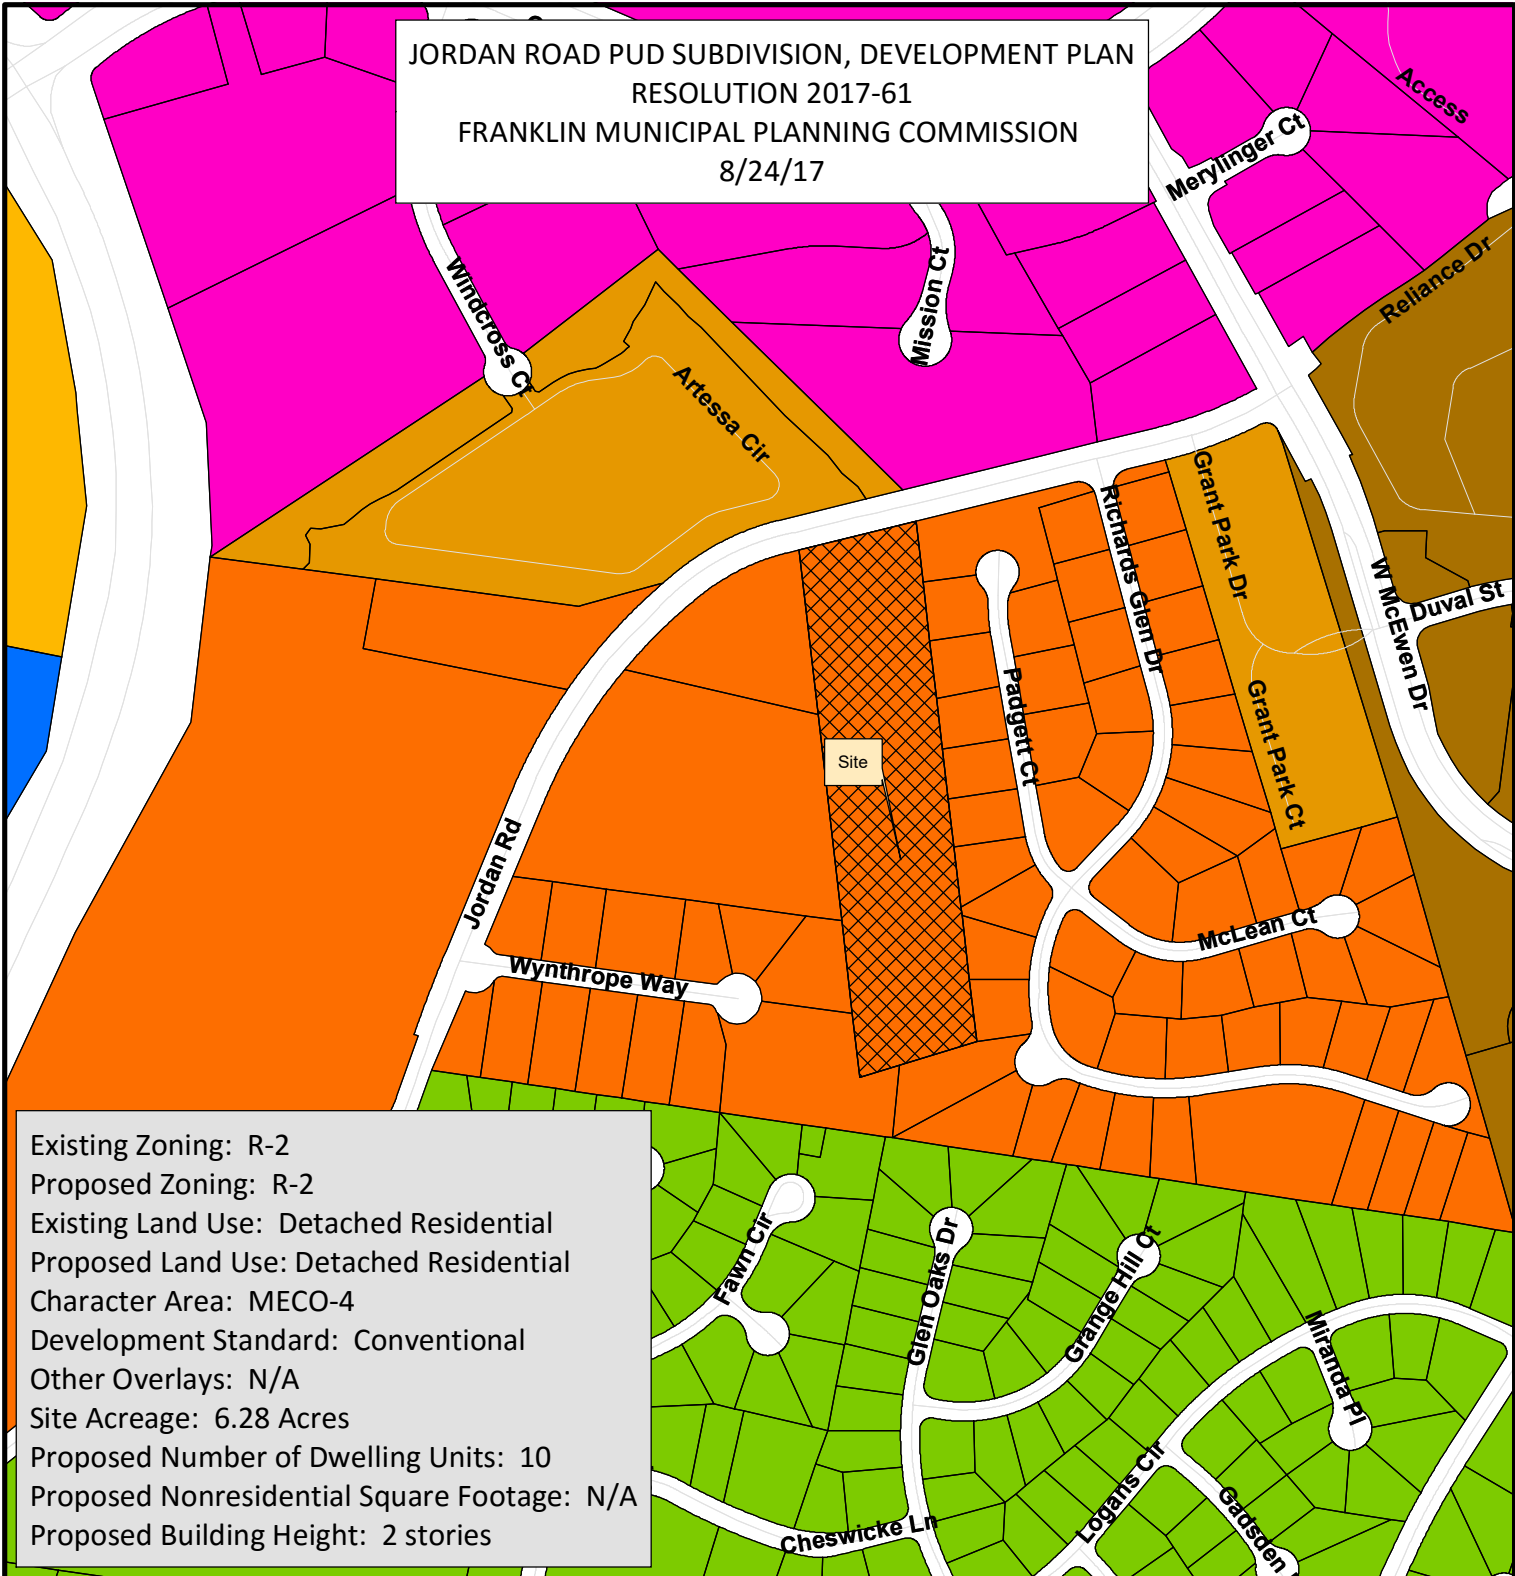 JORDAN ROAD PUD SUBDIVISION, DEVELOPMENT PLAN
RESOLUTION 2017-61
FRANKLIN MUNICIPAL PLANNING COMMISSION
8/24/17
Access
Merylinger Ct
Reliance Dr
Windcross Ct
Mission Ct
Artessa Cir
Grant Park Dr
Richards Glen Dr
W McEwen Dr
Duval St
Padgett Ct
Grant Park Ct
Site
Jordan Rd
McLean Ct
Wynthrope Way
Existing Zoning: R-2
Proposed Zoning: R-2
Existing Land Use: Detached Residential
Proposed Land Use: Detached Residential
Character Area: MECO-4
Development Standard: Conventional
Other Overlays: N/A
Site Acreage: 6.28 Acres
Proposed Number of Dwelling Units: 10
Proposed Nonresidential Square Footage: N/A
Proposed Building Height: 2 stories
Fawn Cir
Glen Oaks Dr
Grange Hill Ct
Miranda Pl
Logans Cir
Gadsden
Cheswicke Ln